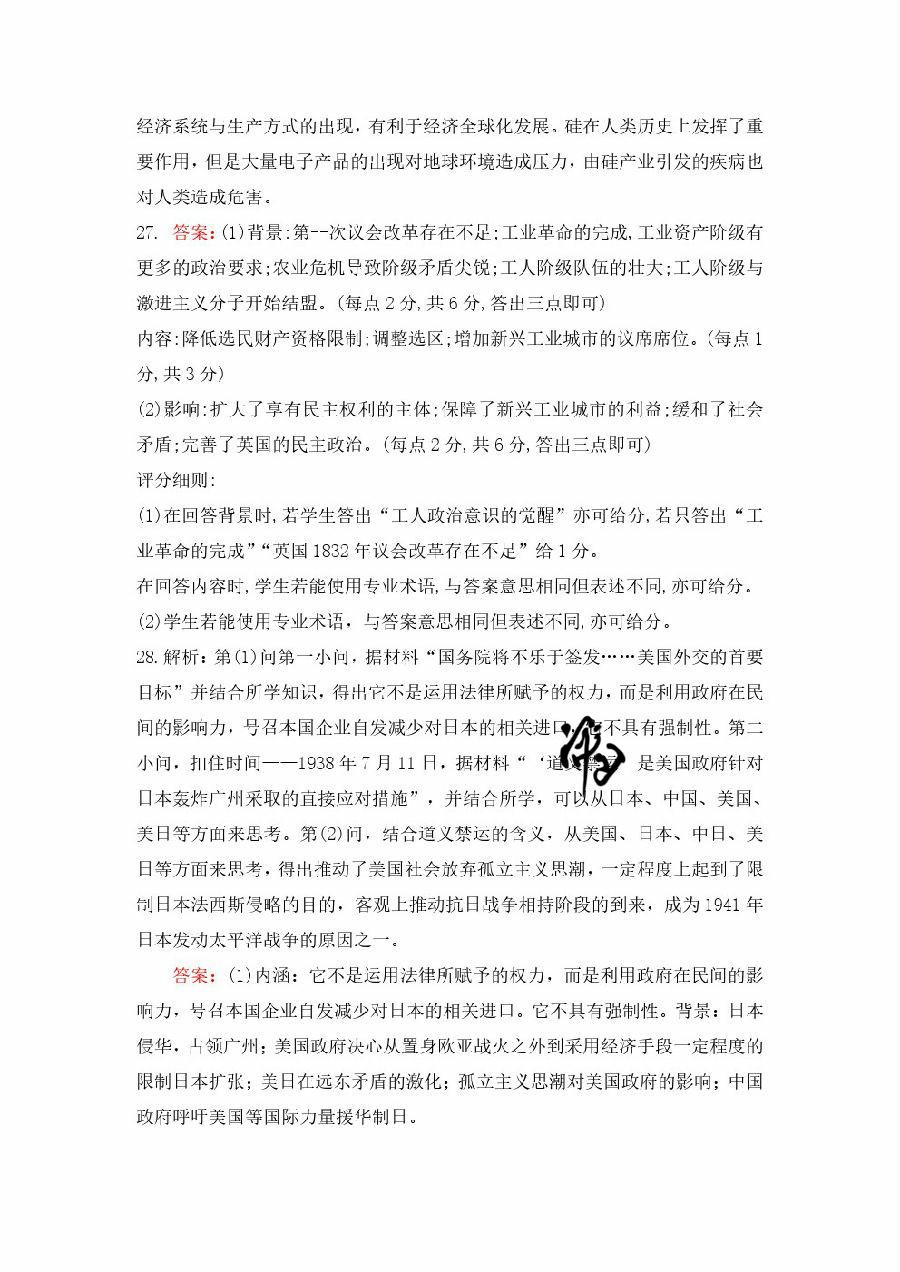 经济系统与生产方式的出现，有利于经济全球化发展。硅在人类历史上发挥了重
要作用，但是大量电子产品的出现对地球环境造成压力，由硅产业引发的疾病也
对人类造成危害。
27. 答案:(1)背景:第一次议会改革存在不足;工业革命的完成,工业资产阶级有
更多的政治要求;农业危机导致阶级矛盾尖锐;工人阶级队伍的壮大;工人阶级与
激进主义分子开始结盟。(每点2分,共6分,答出三点即可)
内容:降低选民财产资格限制;调整选区;增加新兴工业城市的议席席位。(每点1
分,共3分)
(2)影响:扩大了享有民主权利的主体;保障了新兴工业城市的利益;缓和了社会
矛盾;完善了英国的民主政治。(每点2分,共6分,答出三点即可)
评分细则:
(1)在回答背景时,若学生答出“工人政治意识的觉醒”亦可给分,若只答出“工
业革命的完成”“英国1832年议会改革存在不足”给1分。
在回答内容时,学生若能使用专业术语,与答案意思相同但表述不同,亦可给分。
(2)学生若能使用专业术语，与答案意思相同但表述不同,亦可给分。
28. 解析：第(1)问第一小问，据材料“国务院将不乐于签发……美国外交的首要
目标”并结合所学知识，得出它不是运用法律所赋予的权力，而是利用政府在民
间的影响力，号召本国企业自发减少对日本的相关进口，不具有强制性。第二
小问，扣住时间——1938年7月11日，据材料“‘道 是美国政府针对
日本轰炸广州采取的直接应对措施”，并结合所学，可以从日本、中国、美国、
美日等方面来思考。第(2)问，结合道义禁运的含义，从美国、日本、中日、美
日等方面来思考，得出推动了美国社会放弃孤立主义思潮，一定程度上起到了限
制日本法西斯侵略的目的，客观上推动抗日战争相持阶段的到来，成为1941年
日本发动太平洋战争的原因之一。
答案：(1)内涵：它不是运用法律所赋予的权力，而是利用政府在民间的影
响力，号召本国企业自发减少对日本的相关进口。它不具有强制性。背景：日本
侵华，占领广州；美国政府决心从置身欧亚战火之外到采用经济手段一定程度的
限制日本扩张；美日在远东矛盾的激化；孤立主义思潮对美国政府的影响；中国
政府呼吁美国等国际力量援华制日。